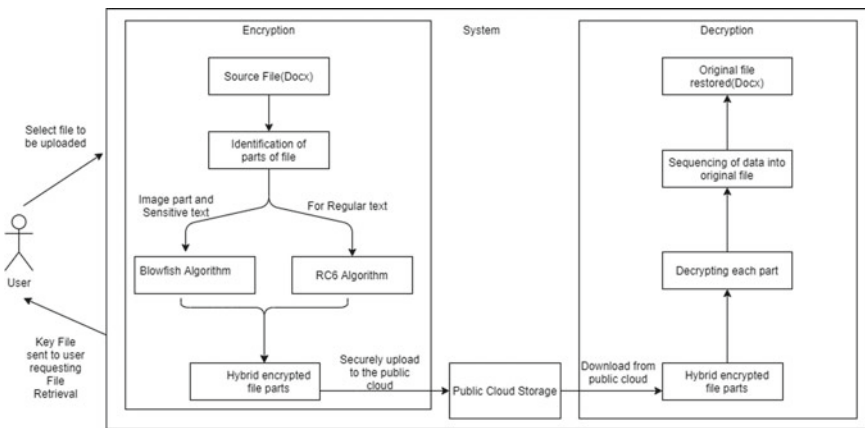 Encryption
System
Decryption
Source File(Docx)
Original file
restored(Docx)
Select file to
be uploaded
Identification of
parts of file
Sequencing of data into
original file
Image part and
Sensitive text
For Regular text
User
Blowfish Algorithm
RC6 Algorithm
Decrypting each part
Key File
sent to user
requesting
File
Retrieval
Hybrid encrypted
file parts
Securely upload
to the public
cloud
Public Cloud Storage
Download from
public cloud
Hybrid encrypted
file parts